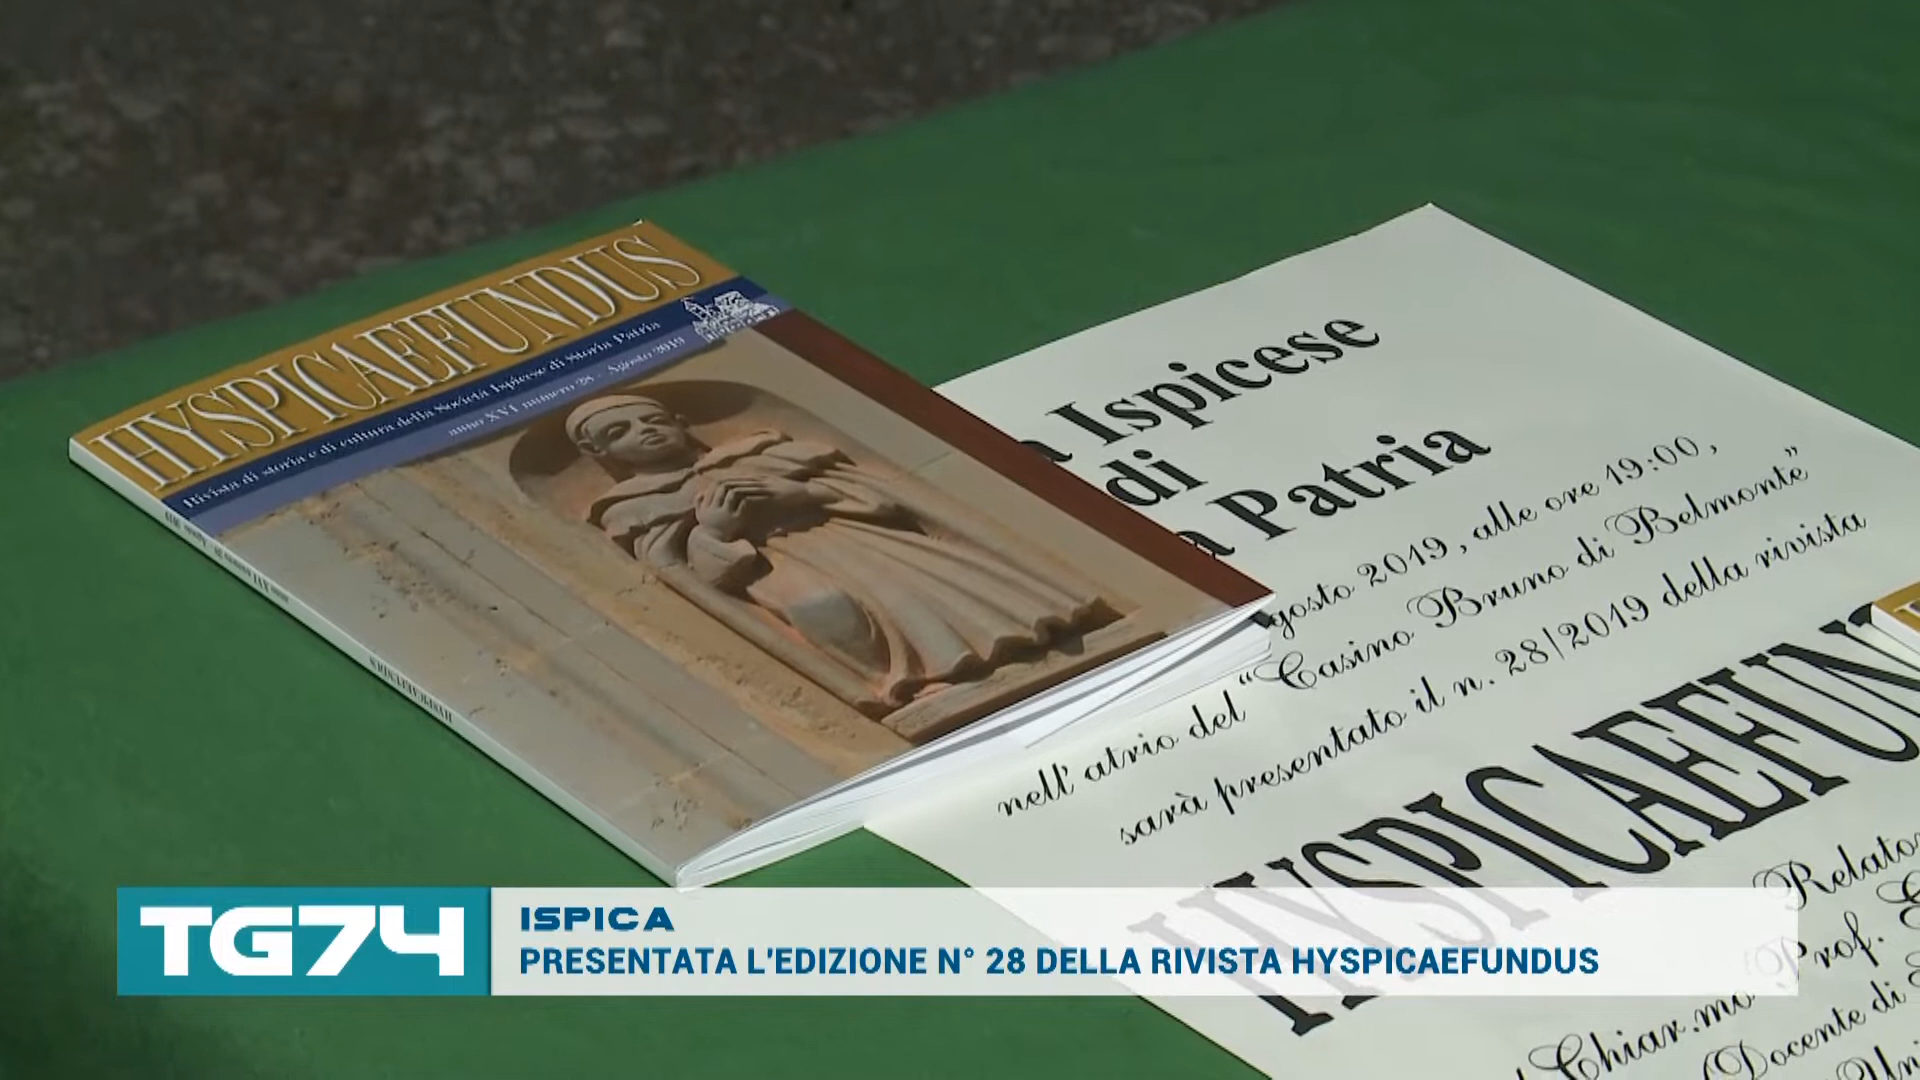 HYSPICAEFUNDUS
Rivista di storia e di cultura della Società Ispicese di Storia Patria
anno XVI numero 28 - Agosto 2019
HYSPICAEFUNDUS
Ispicese
di
Patria
gosto 2019, alle ore 19:00,
nell'atrio del "Casino Bruno di Belmonte"
sarà presentato il n. 28/2019 della rivista
HYSPICAEFUN
Relato
Chiar.mo Prof.
(Docente di
TG74
ISPICA
PRESENTATA L'EDIZIONE N° 28 DELLA RIVISTA HYSPICAEFUNDUS